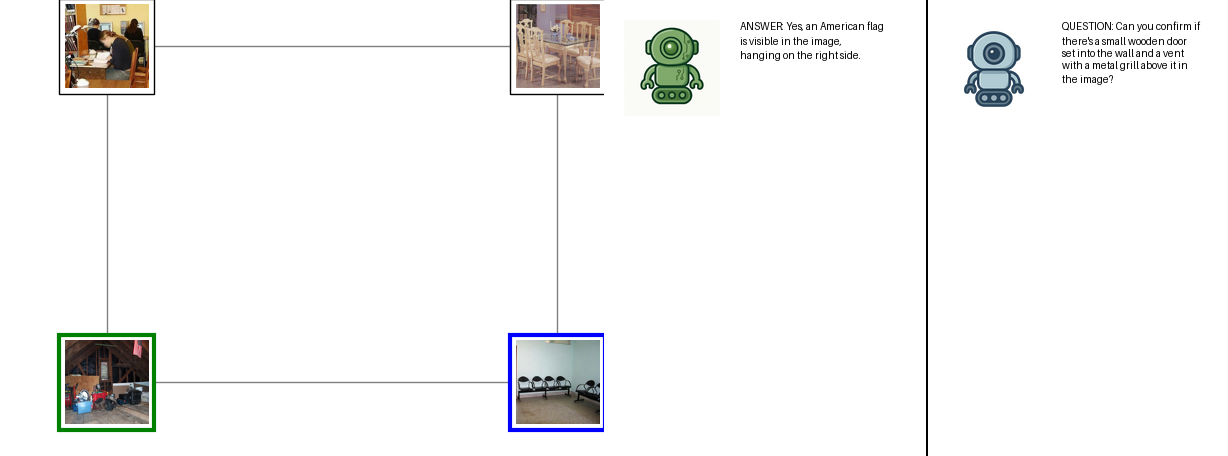 ANSWER: Yes, an American flag
is visible in the image,
hanging on the right side.
QUESTION: Can you confirm if
there's a small wooden door
set into the wall and a vent
with a metal grill above it in
the image?